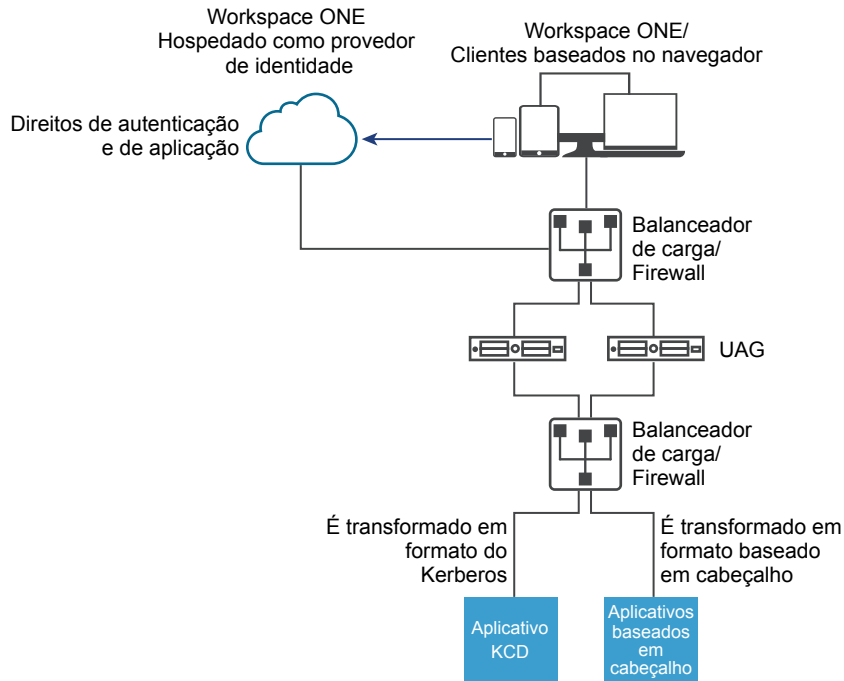 Workspace ONE
Hospedado como provedor
de identidade
Workspace ONE/
Clientes baseados no navegador
Direitos de autenticação
e de aplicação
Balanceador
de carga/
Firewall
UAG
Balanceador
de carga/
Firewall
É transformado em
formato do
Kerberos
É transformado em
formato baseado
em cabeçalho
Aplicativo
KCD
Aplicativos
baseados
em
cabeçalho